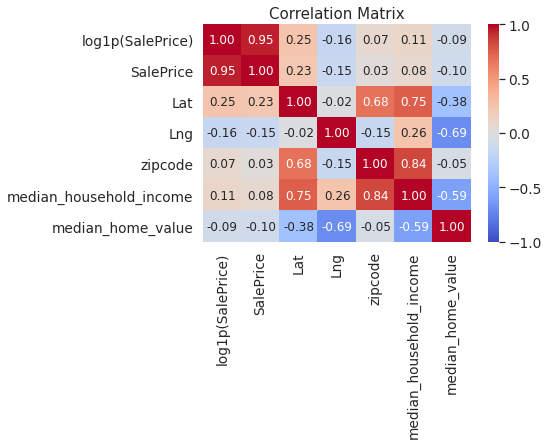 Correlation Matrix
log1p(SalePrice) 1.00 0.95 0.25 -0.16 0.07 0.11 -0.09
SalePrice 0.95 1.00 0.23 -0.15 0.03 0.08 -0.10
Lat 0.25 0.23 1.00 -0.02 0.68 0.75 -0.38
Lng -0.16 -0.15 -0.02 1.00 -0.15 0.26 -0.69
zipcode 0.07 0.03 0.68 -0.15 1.00 0.84 -0.05
median_household_income 0.11 0.08 0.75 0.26 0.84 1.00 -0.59
median_home_value -0.09 -0.10 -0.38 -0.69 -0.05 -0.59 1.00
log1p(SalePrice)
SalePrice
Lat
Lng
zipcode
median_household_income
median_home_value
1.0
0.5
0.0
−0.5
−1.0